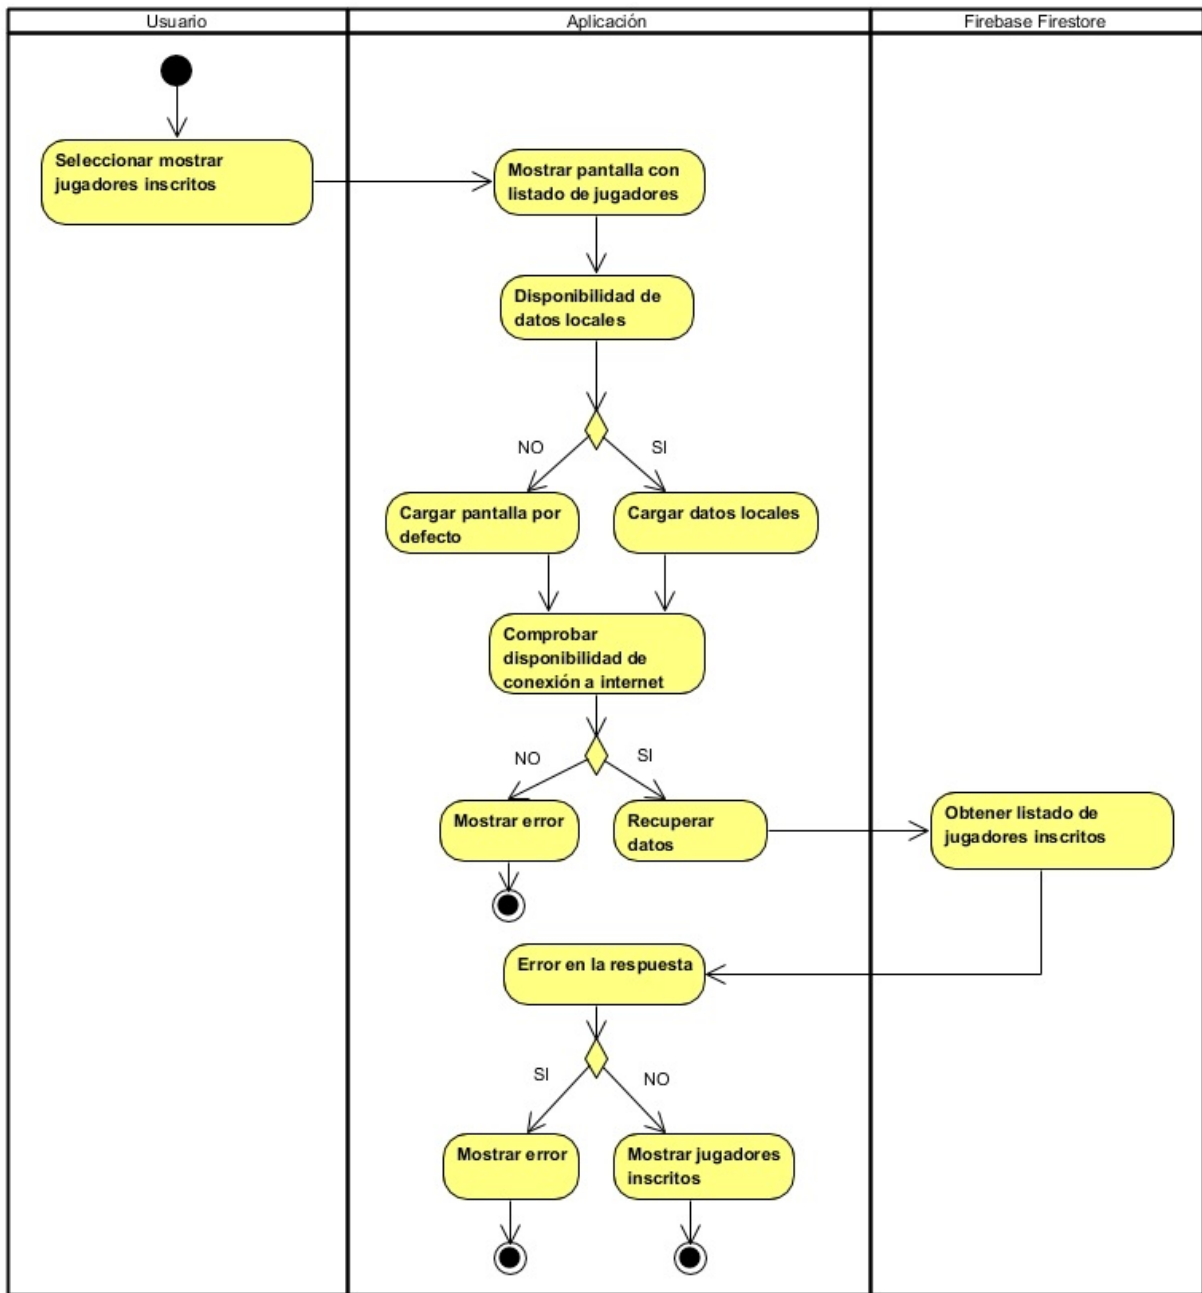 Usuario
Aplicación
Firebase Firestore
Seleccionar mostrar
jugadores inscritos
Mostrar pantalla con
listado de jugadores
Disponibilidad de
datos locales
NO
SI
Cargar pantalla por
defecto
Cargar datos locales
Comprobar
disponibilidad de
conexión a internet
NO
SI
Mostrar error
Recuperar
datos
Obtener listado de
jugadores inscritos
Error en la respuesta
SI
NO
Mostrar error
Mostrar jugadores
inscritos